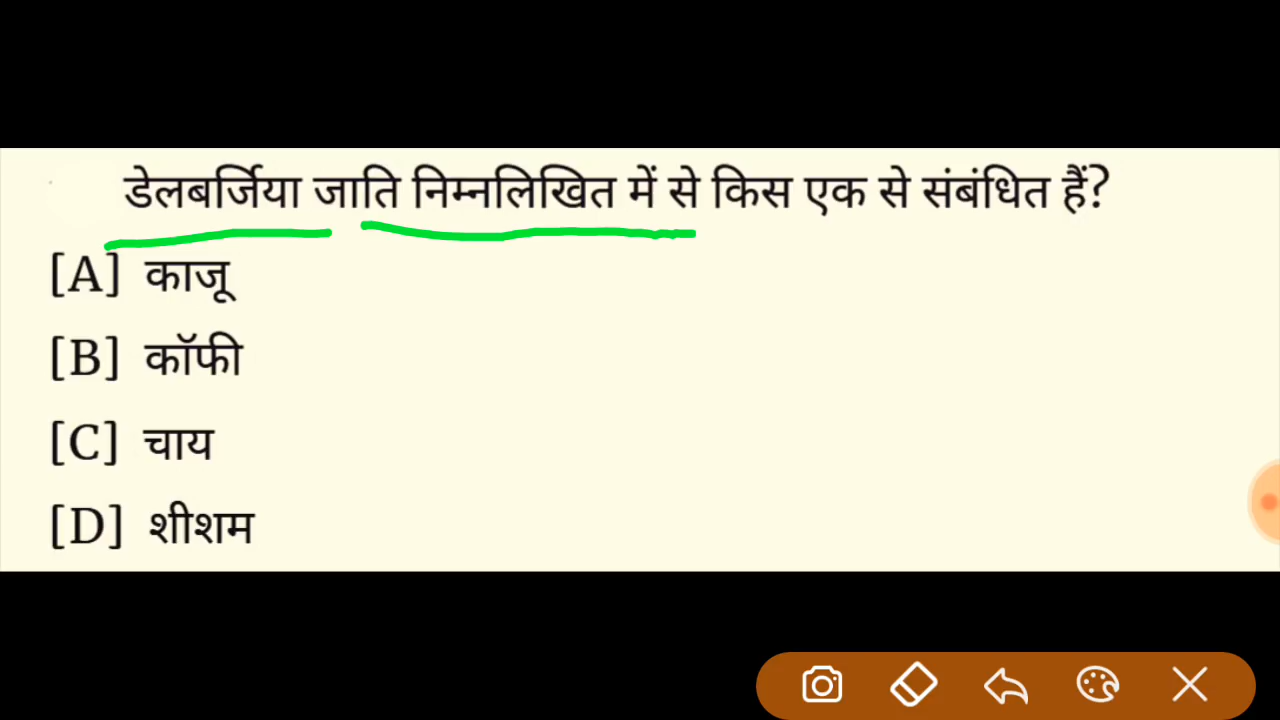 डेलबर्जिया जाति निम्नलिखित में से किस एक से संबंधित हैं?
[A] काजू
[B] कॉफी
[C] चाय
[D] शीशम